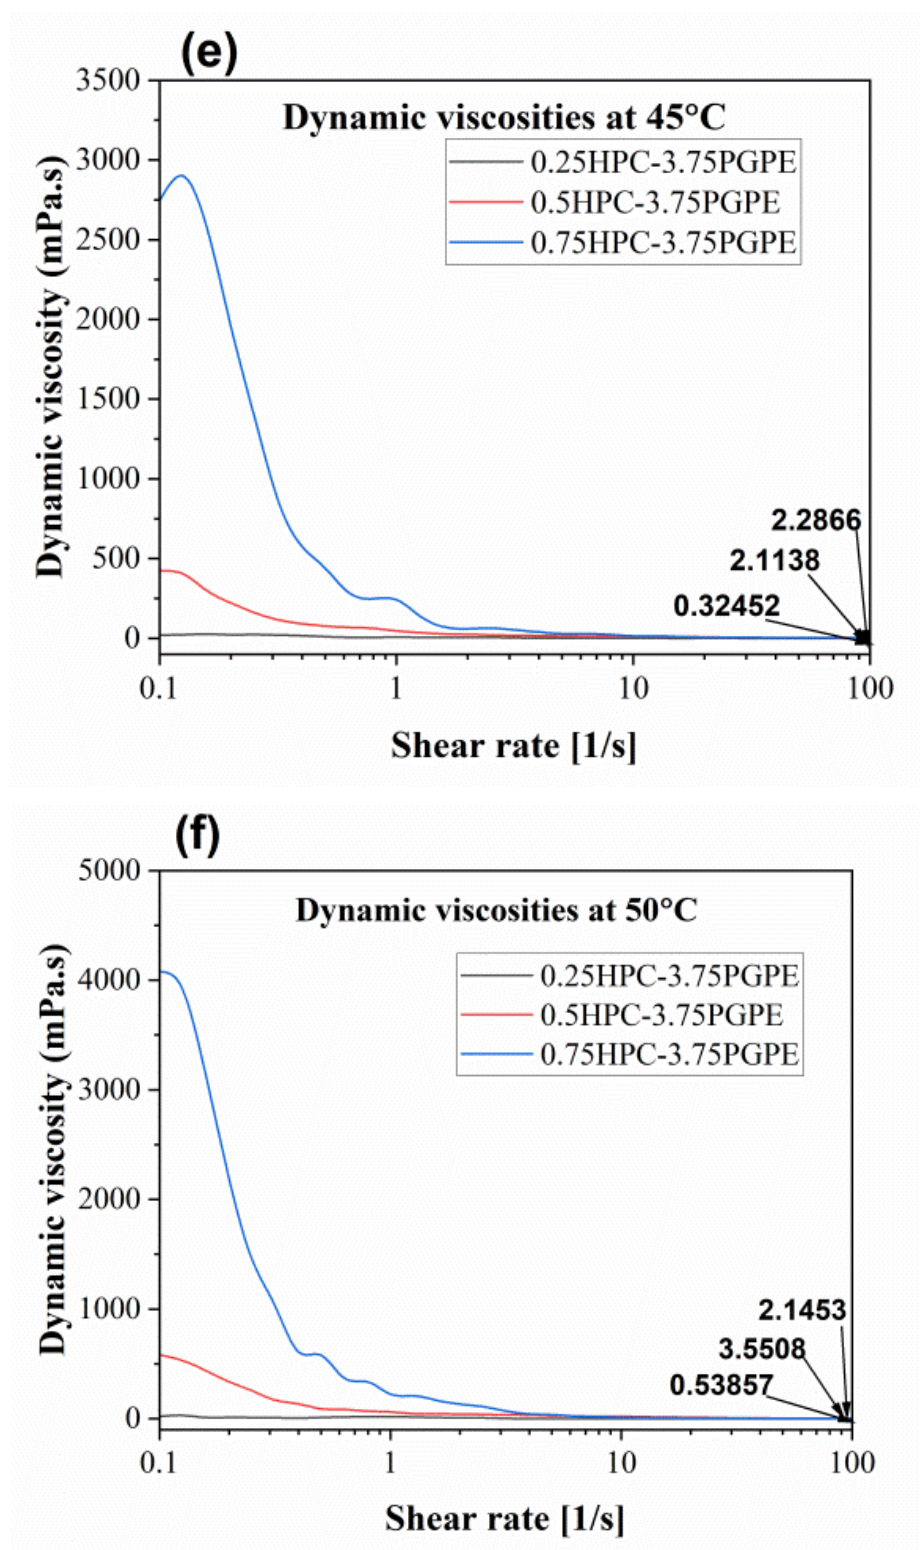 (e)
Dynamic viscosities at 45°C
0.25HPC-3.75PGPE
0.5HPC-3.75PGPE
0.75HPC-3.75PGPE
Dynamic viscosity (mPa.s)
3500
3000
2500
2000
1500
1000
500
0
2.2866
2.1138
0.32452
0.1 1 10 100
Shear rate [1/s]
(f)
Dynamic viscosities at 50°C
0.25HPC-3.75PGPE
0.5HPC-3.75PGPE
0.75HPC-3.75PGPE
Dynamic viscosity (mPa.s)
5000
4000
3000
2000
1000
0
2.1453
3.5508
0.53857
0.1 1 10 100
Shear rate [1/s]